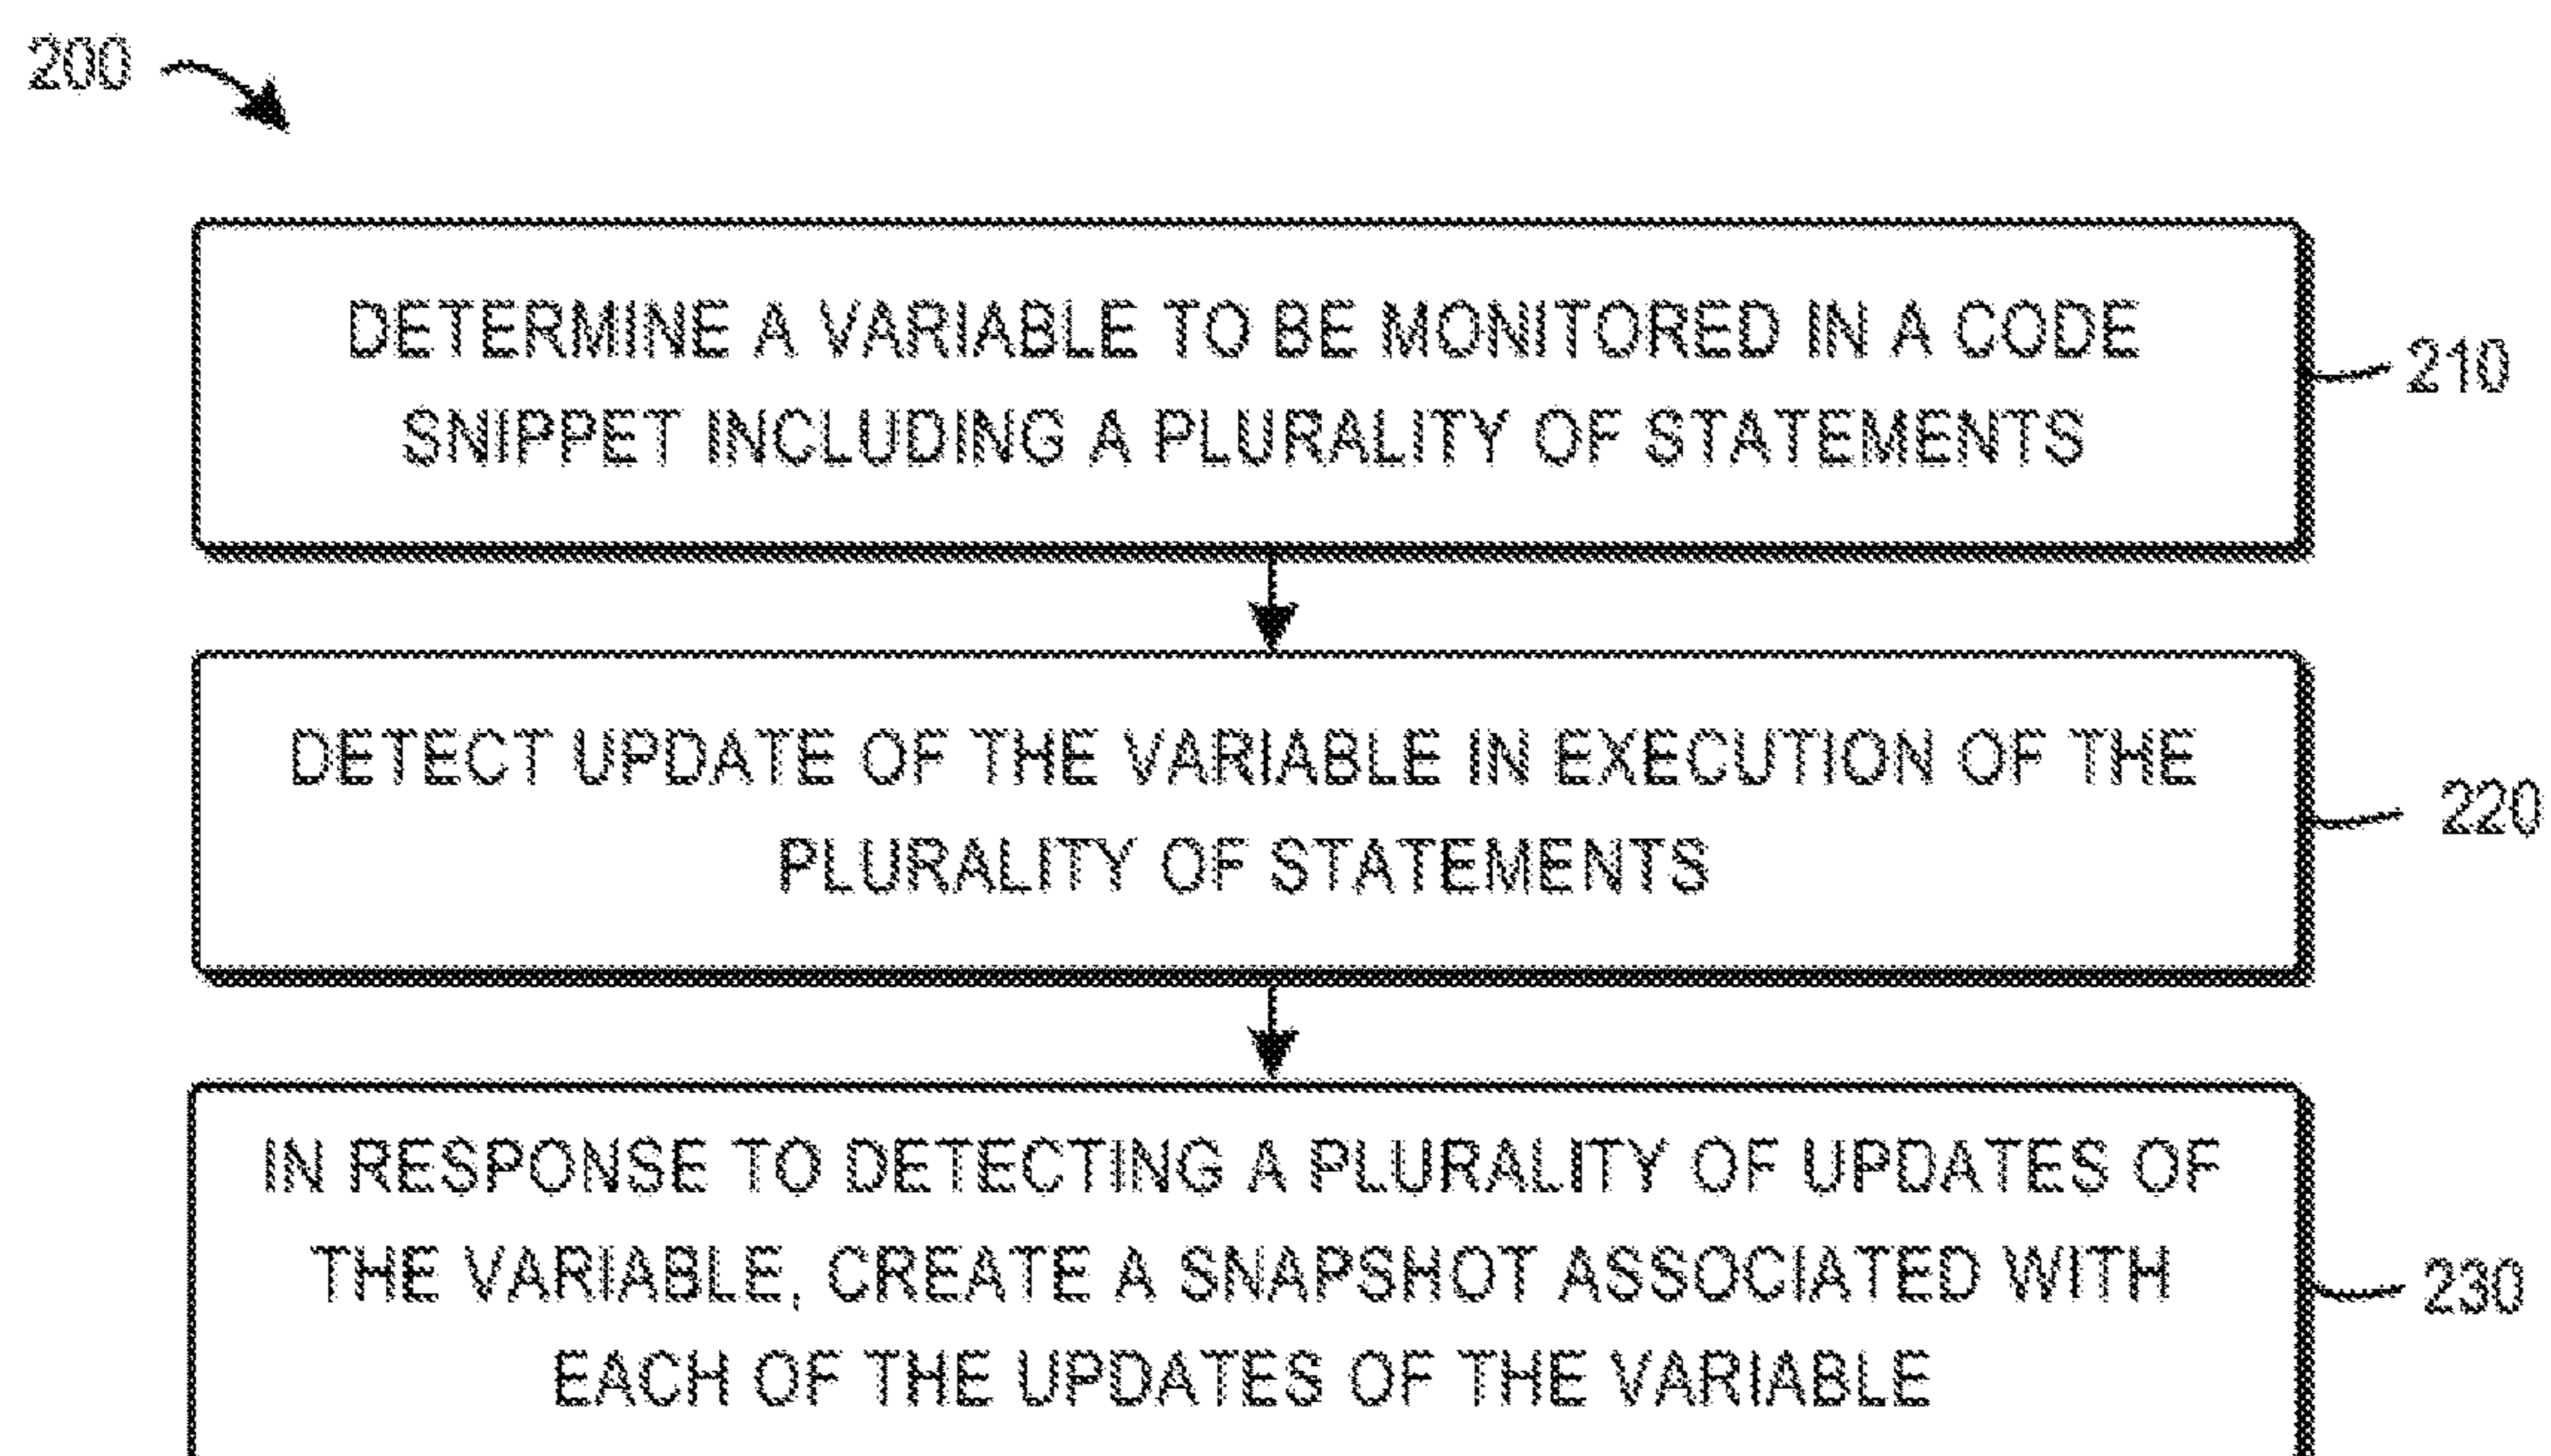 200
DETERMINE A VARIABLE TO BE MONITORED IN A CODE
SNIPPET INCLUDING A PLURALITY OF STATEMENTS
210
DETECT UPDATE OF THE VARIABLE IN EXECUTION OF THE
PLURALITY OF STATEMENTS
220
IN RESPONSE TO DETECTING A PLURALITY OF UPDATES OF
THE VARIABLE, CREATE A SNAPSHOT ASSOCIATED WITH
EACH OF THE UPDATES OF THE VARIABLE
230